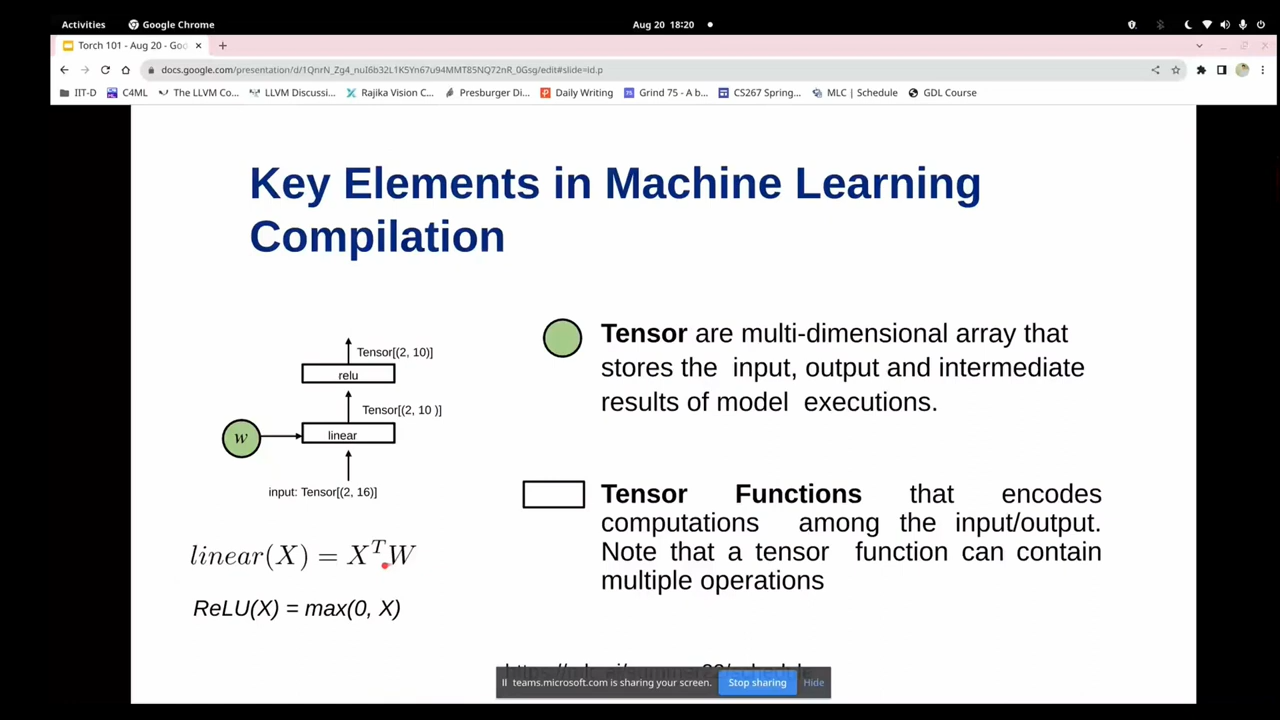 Activities
Google Chrome
Aug 20 18:20
Torch 101 - Aug 20 - Goo
docs.google.com/presentation/d/1QnrN_Zg4_nuI6b32L1K5Yn67u94MMT85NQ72nR_0Gsg/edit#slide=id.p
IIT-D
C4ML
The LLVM Co...
LLVM Discussi...
Rajika Vision C...
Presburger Di...
Daily Writing
Grind 75 - A b...
CS267 Spring...
MLC | Schedule
GDL Course
Key Elements in Machine Learning
Compilation
Tensor[(2, 10)]
relu
Tensor[(2, 10 )]
w
linear
input: Tensor[(2, 16)]
linear(X) = X^T W
ReLU(X) = max(0, X)
Tensor are multi-dimensional array that
stores the input, output and intermediate
results of model executions.
Tensor Functions that encodes
computations among the input/output.
Note that a tensor function can contain
multiple operations
teams.microsoft.com is sharing your screen.
Stop sharing
Hide